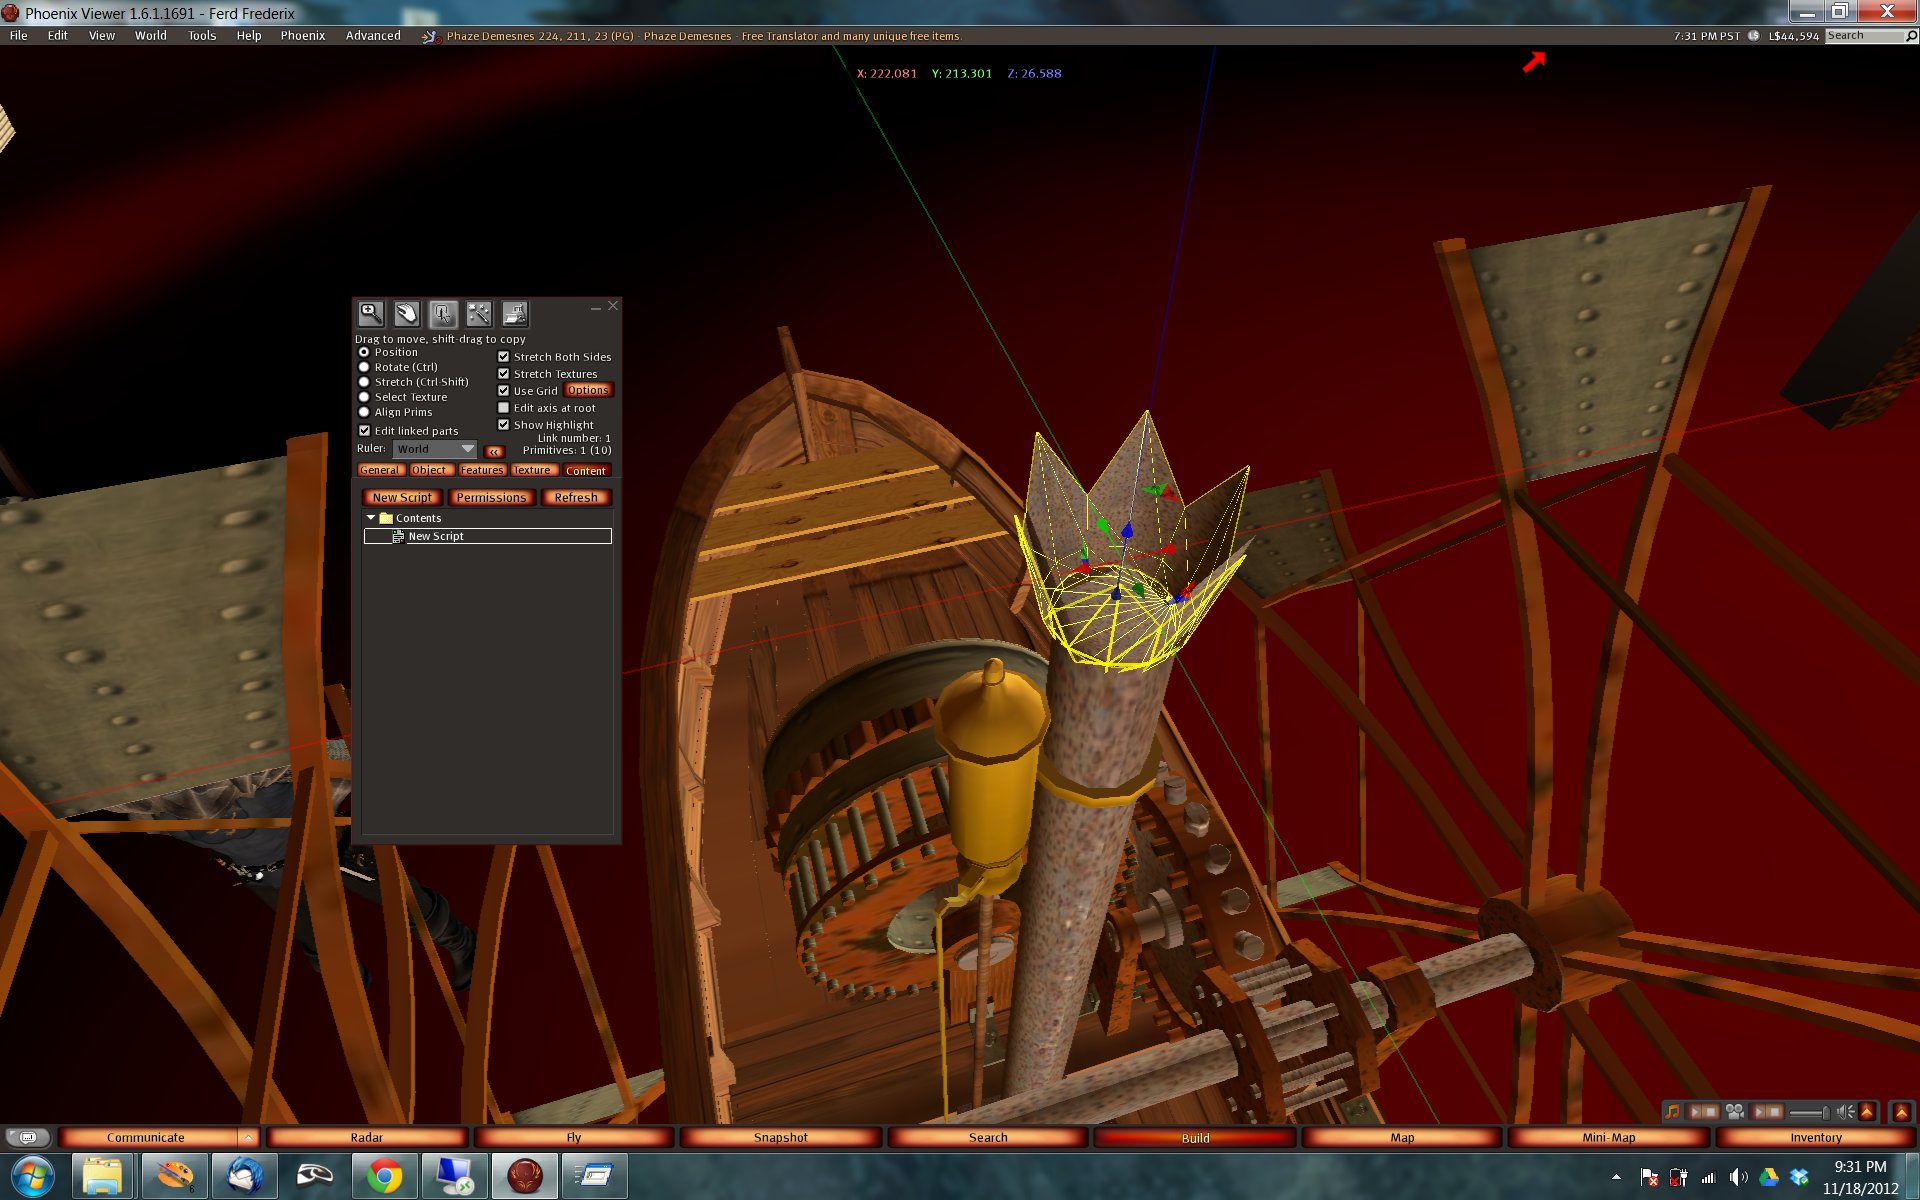 Phoenix Viewer 1.6.1.1691 - Ferd Frederix
File Edit View World Tools Help Phoenix Advanced Phaze Demesnes 224, 211, 23 (PG) - Phaze Demesnes - Free Translator and many unique free items. 7:31 PM PST L$ L$44,594 Search
X: 222.081 Y: 213.301 Z: 26.588
Drag to move, shift-drag to copy
Position
Rotate (Ctrl)
Stretch (Ctrl-Shift)
Select Texture
Align Prims
Edit linked parts
Stretch Both Sides
Stretch Textures
Use Grid Options
Edit axis at root
Show Highlight
Link number: 1
Ruler: World << Primitives: 1 (10)
General Object Features Texture Content
New Script Permissions Refresh
Contents
New Script
Communicate Radar Fly Snapshot Search Build Map Mini-Map Inventory
9:31 PM
11/18/2012